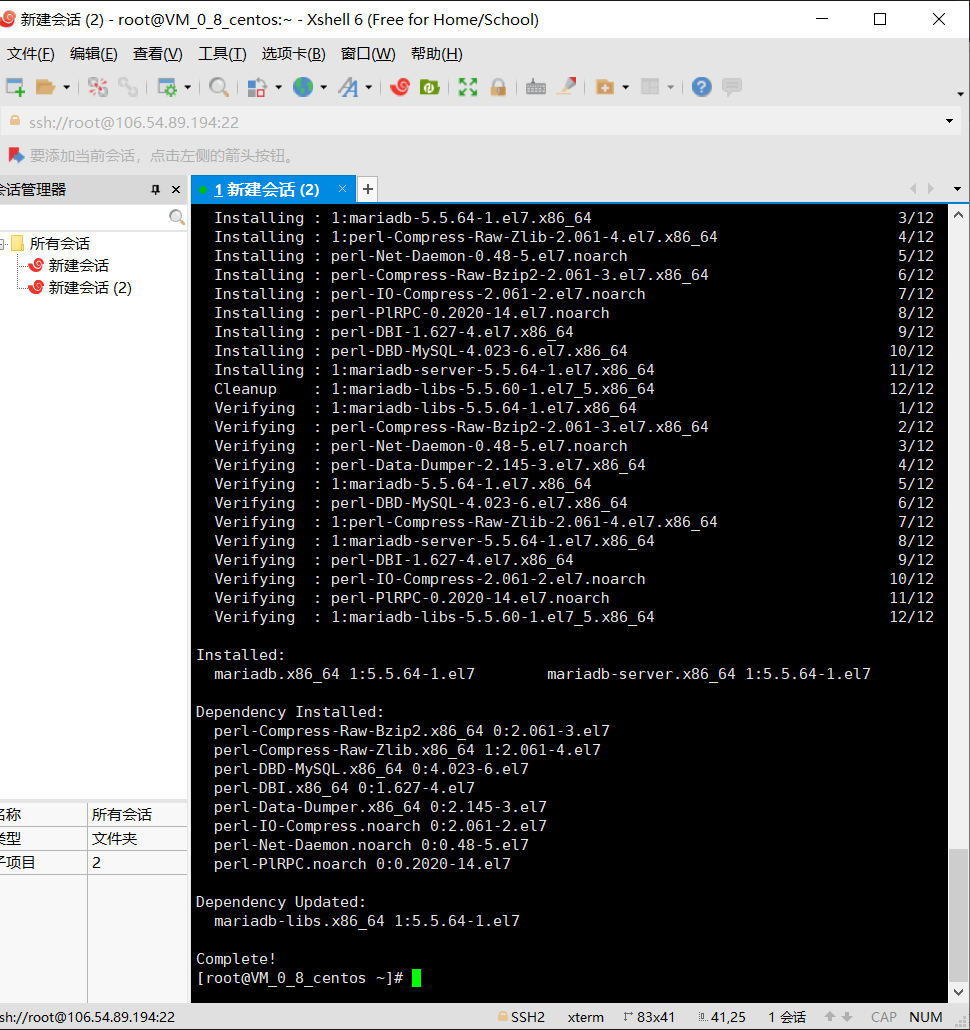 新建会话 (2) - root@VM_0_8_centos:~ - Xshell 6 (Free for Home/School)
文件(F) 编辑(E) 查看(V) 工具(T) 选项卡(B) 窗口(W) 帮助(H)
ssh://root@106.54.89.194:22
要添加当前会话，点击左侧的箭头按钮。
会话管理器
1 新建会话 (2)
所有会话
新建会话
新建会话 (2)
Installing : 1:mariadb-5.5.64-1.el7.x86_64 3/12
Installing : 1:perl-Compress-Raw-Zlib-2.061-4.el7.x86_64 4/12
Installing : perl-Net-Daemon-0.48-5.el7.noarch 5/12
Installing : perl-Compress-Raw-Bzip2-2.061-3.el7.x86_64 6/12
Installing : perl-IO-Compress-2.061-2.el7.noarch 7/12
Installing : perl-PlRPC-0.2020-14.el7.noarch 8/12
Installing : perl-DBI-1.627-4.el7.x86_64 9/12
Installing : perl-DBD-MySQL-4.023-6.el7.x86_64 10/12
Installing : 1:mariadb-server-5.5.64-1.el7.x86_64 11/12
Cleanup : 1:mariadb-libs-5.5.60-1.el7_5.x86_64 12/12
Verifying : 1:mariadb-libs-5.5.64-1.el7.x86_64 1/12
Verifying : perl-Compress-Raw-Bzip2-2.061-3.el7.x86_64 2/12
Verifying : perl-Net-Daemon-0.48-5.el7.noarch 3/12
Verifying : perl-Data-Dumper-2.145-3.el7.x86_64 4/12
Verifying : 1:mariadb-5.5.64-1.el7.x86_64 5/12
Verifying : perl-DBD-MySQL-4.023-6.el7.x86_64 6/12
Verifying : 1:perl-Compress-Raw-Zlib-2.061-4.el7.x86_64 7/12
Verifying : 1:mariadb-server-5.5.64-1.el7.x86_64 8/12
Verifying : perl-DBI-1.627-4.el7.x86_64 9/12
Verifying : perl-IO-Compress-2.061-2.el7.noarch 10/12
Verifying : perl-PlRPC-0.2020-14.el7.noarch 11/12
Verifying : 1:mariadb-libs-5.5.60-1.el7_5.x86_64 12/12
Installed:
mariadb.x86_64 1:5.5.64-1.el7 mariadb-server.x86_64 1:5.5.64-1.el7
Dependency Installed:
perl-Compress-Raw-Bzip2.x86_64 0:2.061-3.el7
perl-Compress-Raw-Zlib.x86_64 1:2.061-4.el7
perl-DBD-MySQL.x86_64 0:4.023-6.el7
perl-DBI.x86_64 0:1.627-4.el7
perl-Data-Dumper.x86_64 0:2.145-3.el7
perl-IO-Compress.noarch 0:2.061-2.el7
perl-Net-Daemon.noarch 0:0.48-5.el7
perl-PlRPC.noarch 0:0.2020-14.el7
Dependency Updated:
mariadb-libs.x86_64 1:5.5.64-1.el7
Complete!
[root@VM_0_8_centos ~]#
名称 所有会话
类型 文件夹
子项目 2
sh://root@106.54.89.194:22 SSH2 xterm 83x41 41,25 1 会话 CAP NUM